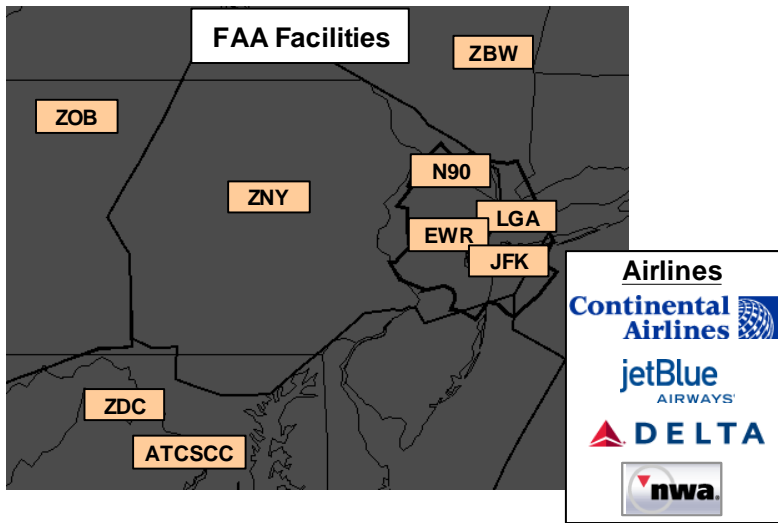 FAA Facilities
ZBW
ZOB
N90
ZNY
LGA
EWR
JFK
Airlines
Continental
Airlines
jetBlue
AIRWAYS'
DELTA
ZDC
ATCSCC
nwa.